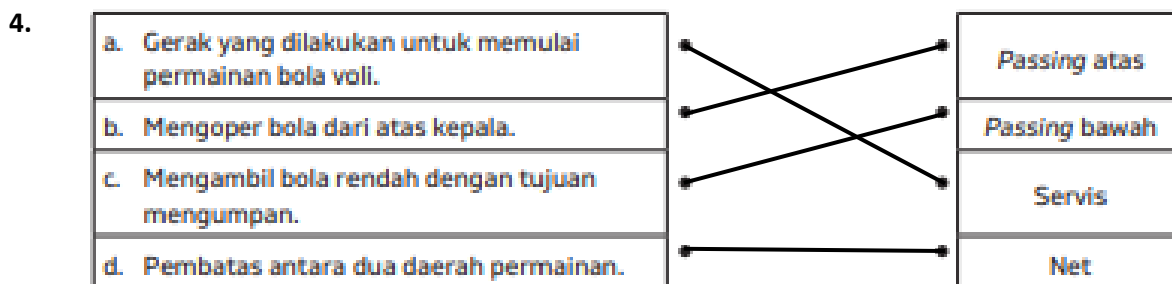 4.
a. Gerak yang dilakukan untuk memulai
permainan bola voli.
Passing atas
b. Mengoper bola dari atas kepala.
Passing bawah
c. Mengambil bola rendah dengan tujuan
mengumpan.
Servis
d. Pembatas antara dua daerah permainan.
Net